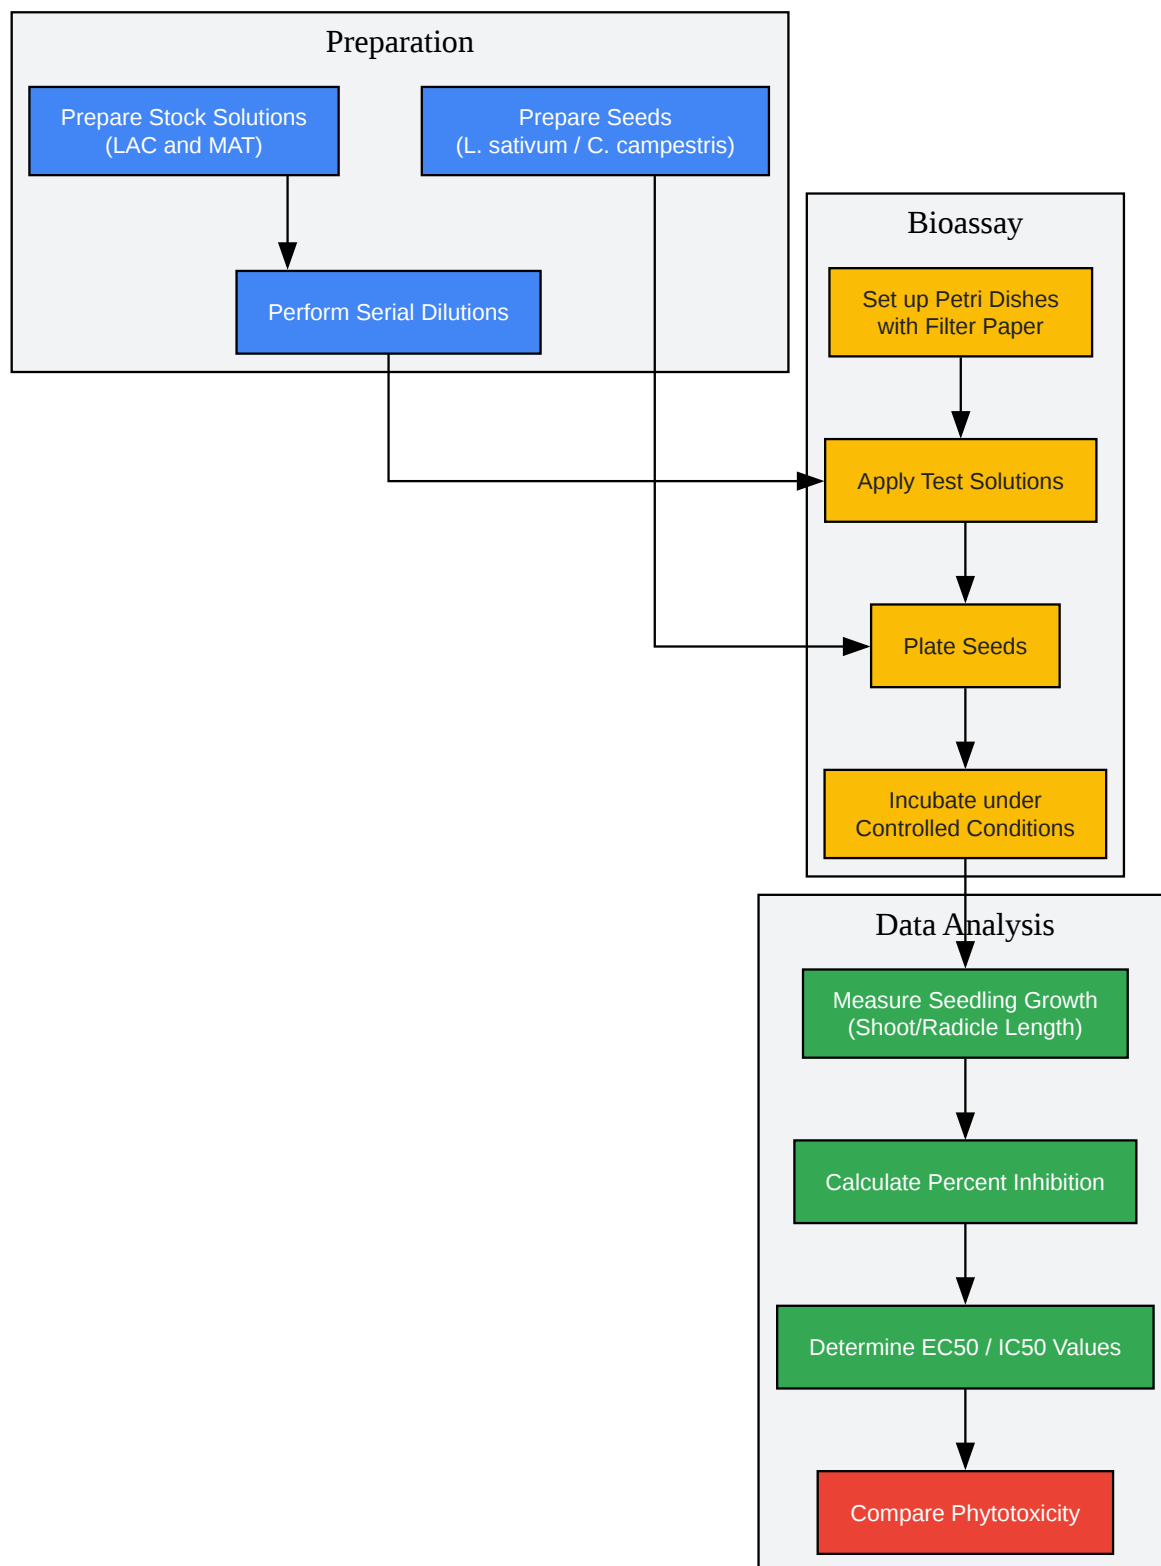 Preparation
Prepare Stock Solutions
(LAC and MAT)
Prepare Seeds
(L. sativum / C. campestris)
Perform Serial Dilutions
Bioassay
Set up Petri Dishes
with Filter Paper
Apply Test Solutions
Plate Seeds
Incubate under
Controlled Conditions
Data Analysis
Measure Seedling Growth
(Shoot/Radicle Length)
Calculate Percent Inhibition
Determine EC50 / IC50 Values
Compare Phytotoxicity